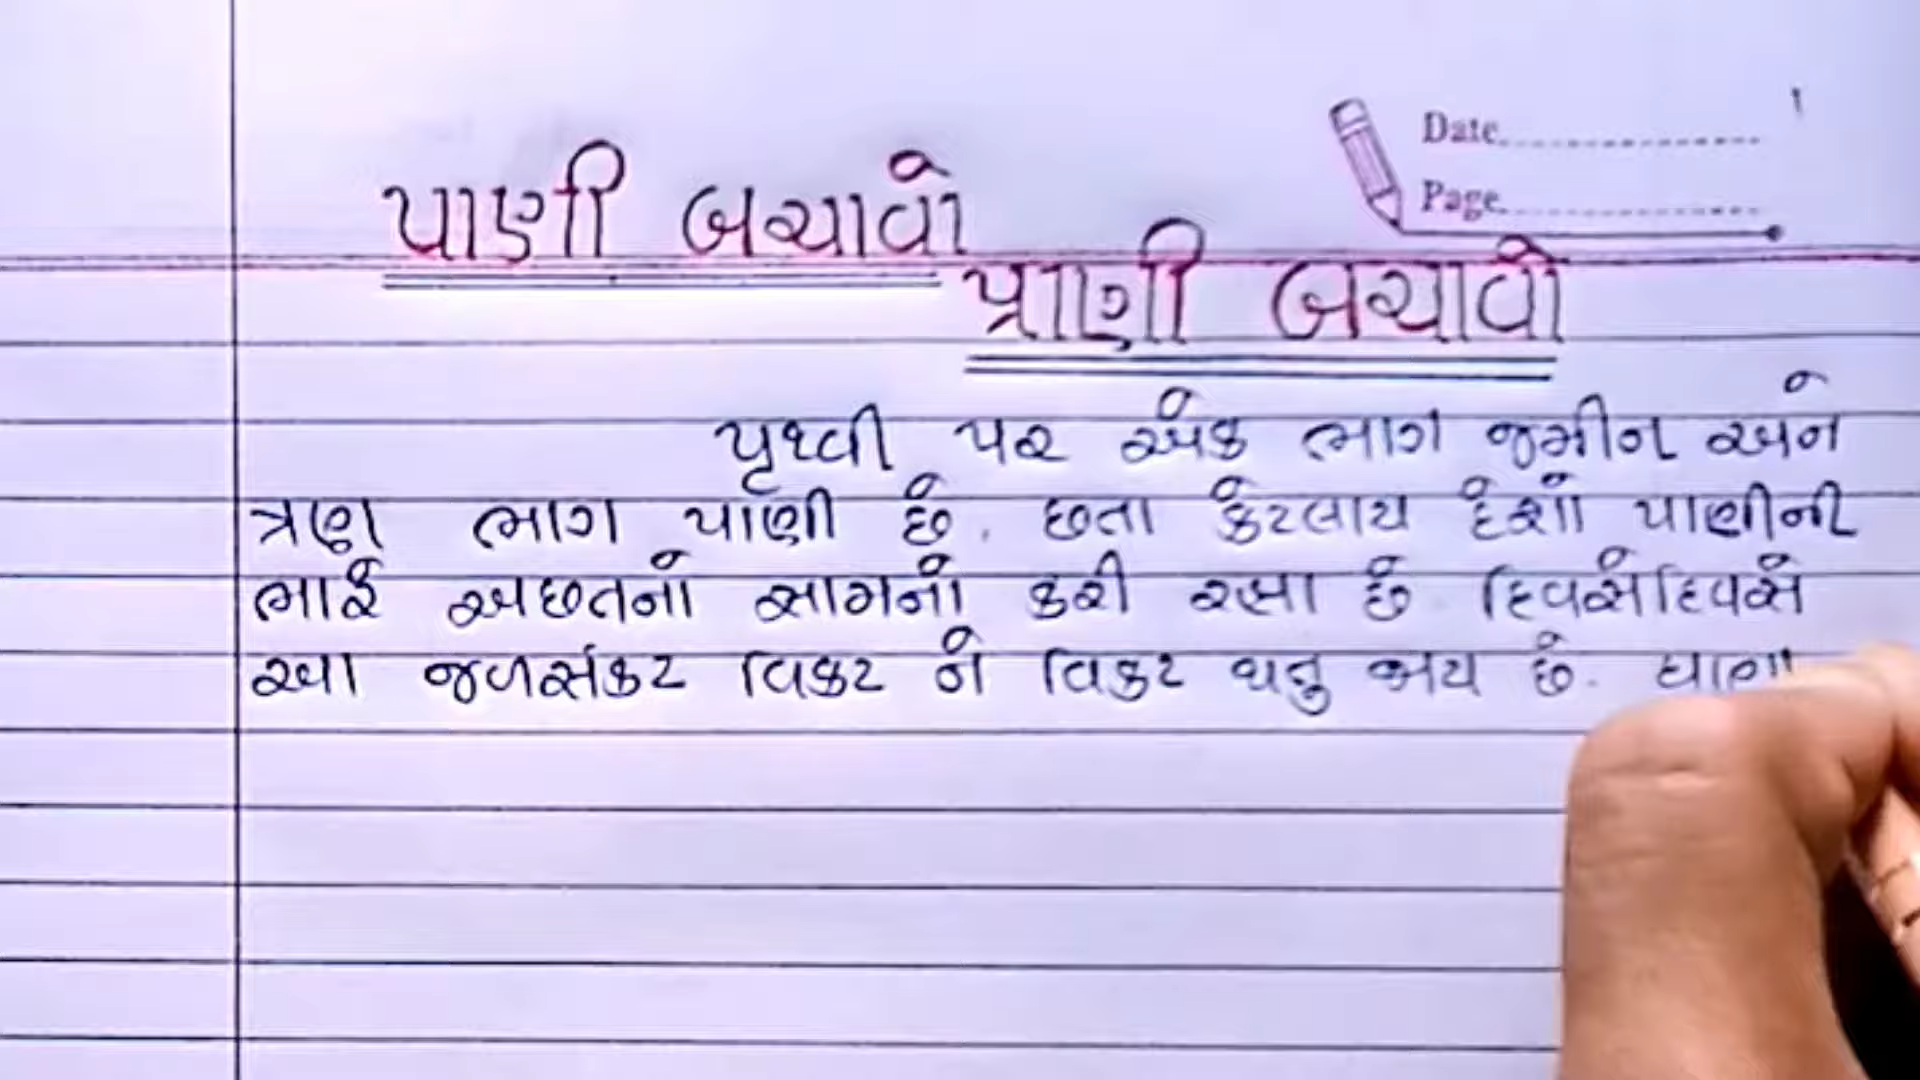 પાણી બચાવો
પ્રાણી બચાવો
Date
Page
પૃથ્વી પર એક ભાગ જમીન અને
ત્રણ ભાગ પાણી છે. છતા કેટલાય દેશો પાણીની
ભારે અછતનો સામનો કરી રહ્યા છે. દિવસેદિવસે
આ જળસંકટ વિકટ ને વિકટ થતુ જાય છે.